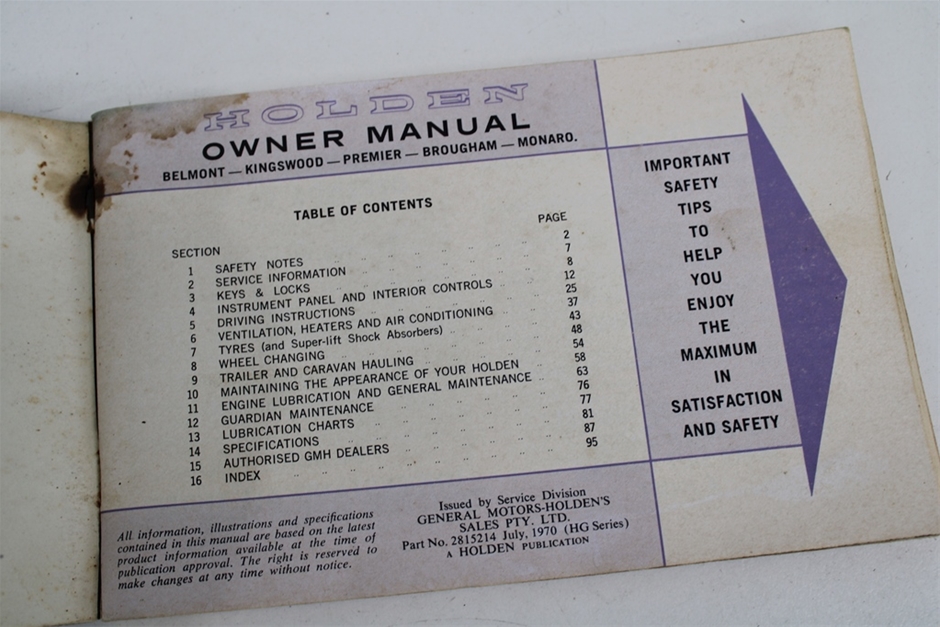 HOLDEN
OWNER MANUAL
BELMONT — KINGSWOOD — PREMIER — BROUGHAM — MONARO.
TABLE OF CONTENTS
SECTION PAGE
1 SAFETY NOTES 2
2 SERVICE INFORMATION 7
3 KEYS & LOCKS 8
4 INSTRUMENT PANEL AND INTERIOR CONTROLS 12
5 DRIVING INSTRUCTIONS 25
6 VENTILATION, HEATERS AND AIR CONDITIONING 37
7 TYRES (and Super-lift Shock Absorbers) 43
8 WHEEL CHANGING 48
9 TRAILER AND CARAVAN HAULING 54
10 MAINTAINING THE APPEARANCE OF YOUR HOLDEN 58
11 ENGINE LUBRICATION AND GENERAL MAINTENANCE 63
12 GUARDIAN MAINTENANCE 76
13 LUBRICATION CHARTS 77
14 SPECIFICATIONS 81
15 AUTHORISED GMH DEALERS 87
16 INDEX 95
All information, illustrations and specifications
contained in this manual are based on the latest
product information available at the time of
publication approval. The right is reserved to
make changes at any time without notice.
Issued by Service Division
GENERAL MOTORS-HOLDEN'S
SALES PTY. LTD.
Part No. 2815214 July, 1970 (HG Series)
A HOLDEN PUBLICATION
IMPORTANT
SAFETY
TIPS
TO
HELP
YOU
ENJOY
THE
MAXIMUM
IN
SATISFACTION
AND SAFETY